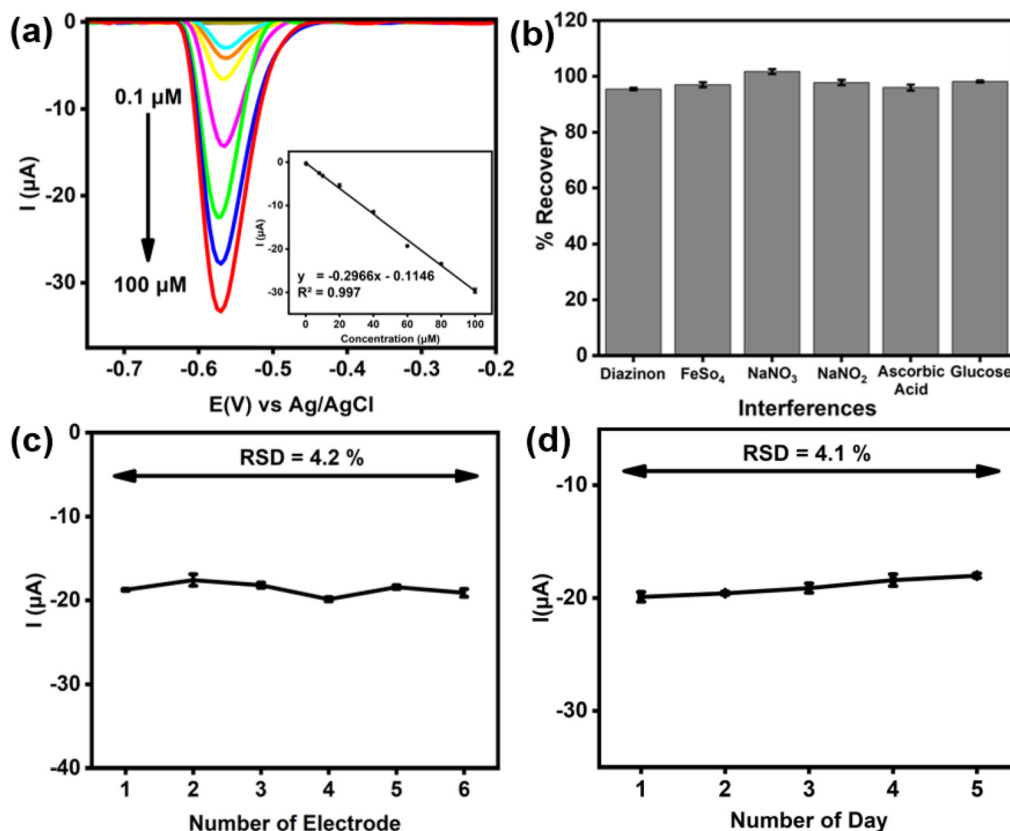 (a)
0
-10
-20
-30
I (µA)
0.1 µM
100 µM
0
-10
-20
-30
I (µA)
y = -0.2966x - 0.1146
R² = 0.997
0 20 40 60 80 100
Concentration (µM)
-0.7 -0.6 -0.5 -0.4 -0.3 -0.2
E(V) vs Ag/AgCl
(b)
120
100
80
60
40
20
0
% Recovery
Diazinon FeSo₄ NaNO₃ NaNO₂ Ascorbic Acid Glucose
Interferences
(c)
0
-10
-20
-30
-40
I (µA)
RSD = 4.2 %
1 2 3 4 5 6
Number of Electrode
(d)
-10
-20
-30
I(µA)
RSD = 4.1 %
1 2 3 4 5
Number of Day